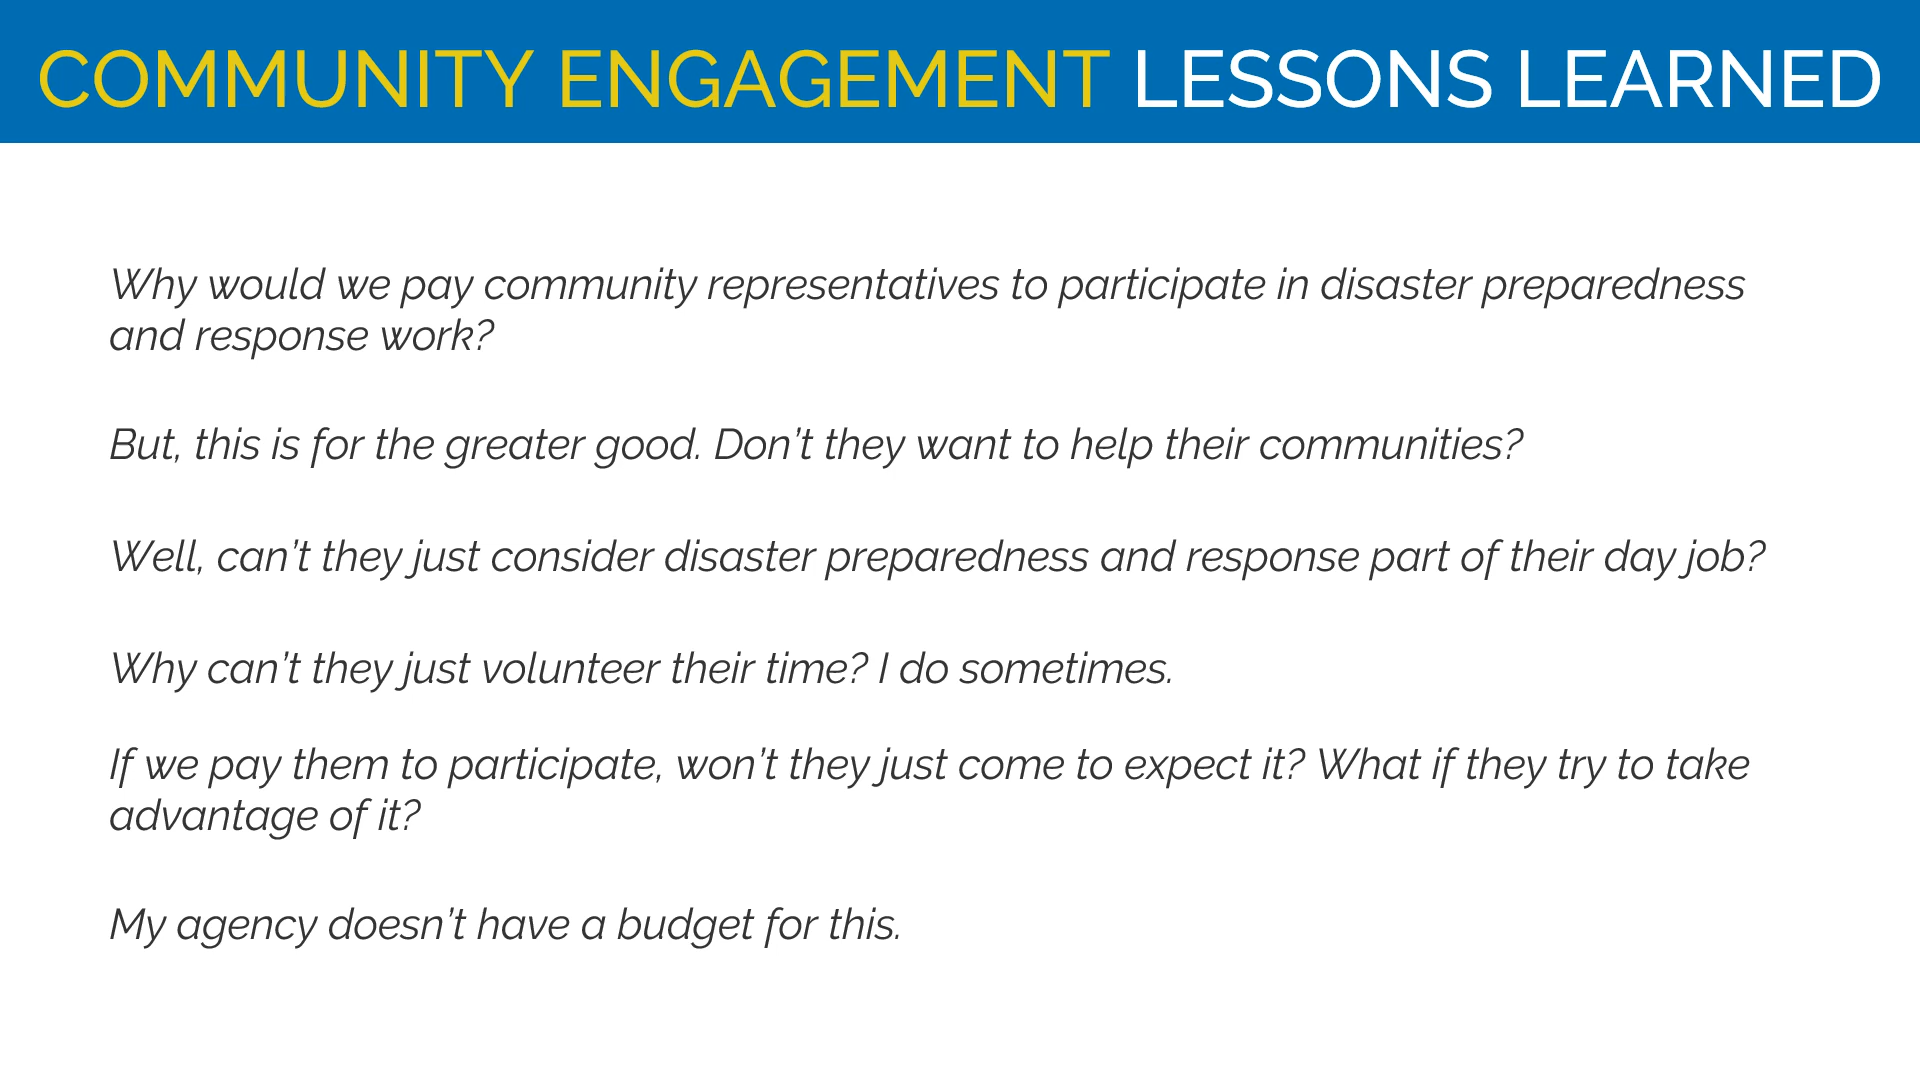 COMMUNITY ENGAGEMENT LESSONS LEARNED
Why would we pay community representatives to participate in disaster preparedness
and response work?
But, this is for the greater good. Don’t they want to help their communities?
Well, can’t they just consider disaster preparedness and response part of their day job?
Why can’t they just volunteer their time? I do sometimes.
If we pay them to participate, won’t they just come to expect it? What if they try to take
advantage of it?
My agency doesn’t have a budget for this.